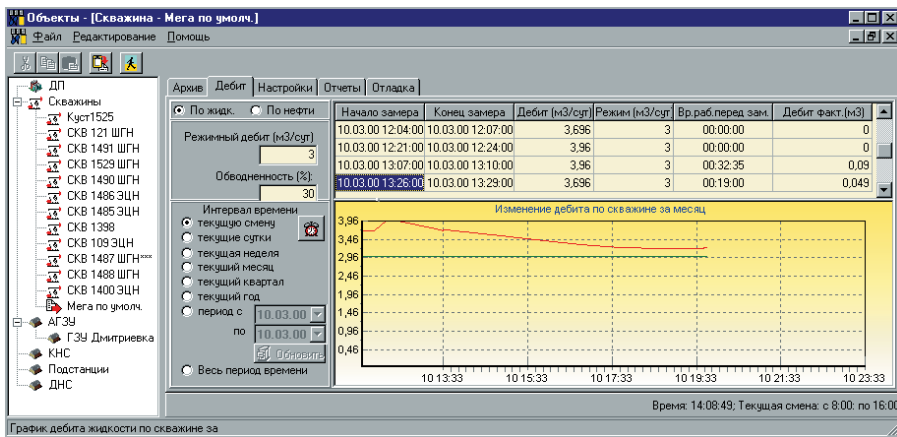 Объекты - [Скважина - Мега по умолч.]
Файл Редактирование Помощь
ДП
Скважины
Куст1525
СКВ 121 ШГН
СКВ 1491 ШГН
СКВ 1529 ШГН
СКВ 1490 ШГН
СКВ 1486 ЭЦН
СКВ 1485 ЭЦН
СКВ 1398
СКВ 109 ЭЦН
СКВ 1487 ШГН***
СКВ 1488 ШГН
СКВ 1400 ЭЦН
Мега по умолч.
АГЗУ
ГЗУ Дмитриевка
КНС
Подстанции
ДНС
Архив Дебит Настройки Отчеты Отладка
По жидк. По нефти
Режимный дебит (м3/сут)
3
Обводненность (%):
30
Интервал времени
текущую смену
текущие сутки
текущая неделя
текущий месяц
текущий квартал
текущий год
период с 10.03.00
по 10.03.00
Обновить
Весь период времени
Начало замера Конец замера Дебит (м3/сут) Режим (м3/сут) Вр.раб.перед зам. Дебит факт.(м3)
10.03.00 12:04:00 10.03.00 12:07:00 3,696 3 00:00:00 0
10.03.00 12:21:00 10.03.00 12:24:00 3,96 3 00:00:00 0
10.03.00 13:07:00 10.03.00 13:10:00 3,96 3 00:32:35 0,09
10.03.00 13:26:00 10.03.00 13:29:00 3,696 3 00:19:00 0,049
Изменение дебита по скважине за месяц
3,96
3,46
2,96
2,46
1,96
1,46
0,96
0,46
10 13:33 10 15:33 10 17:33 10 19:33 10 21:33 10 23:33
Время: 14:08:49; Текущая смена: с 8:00: по 16:00
График дебита жидкости по скважине за